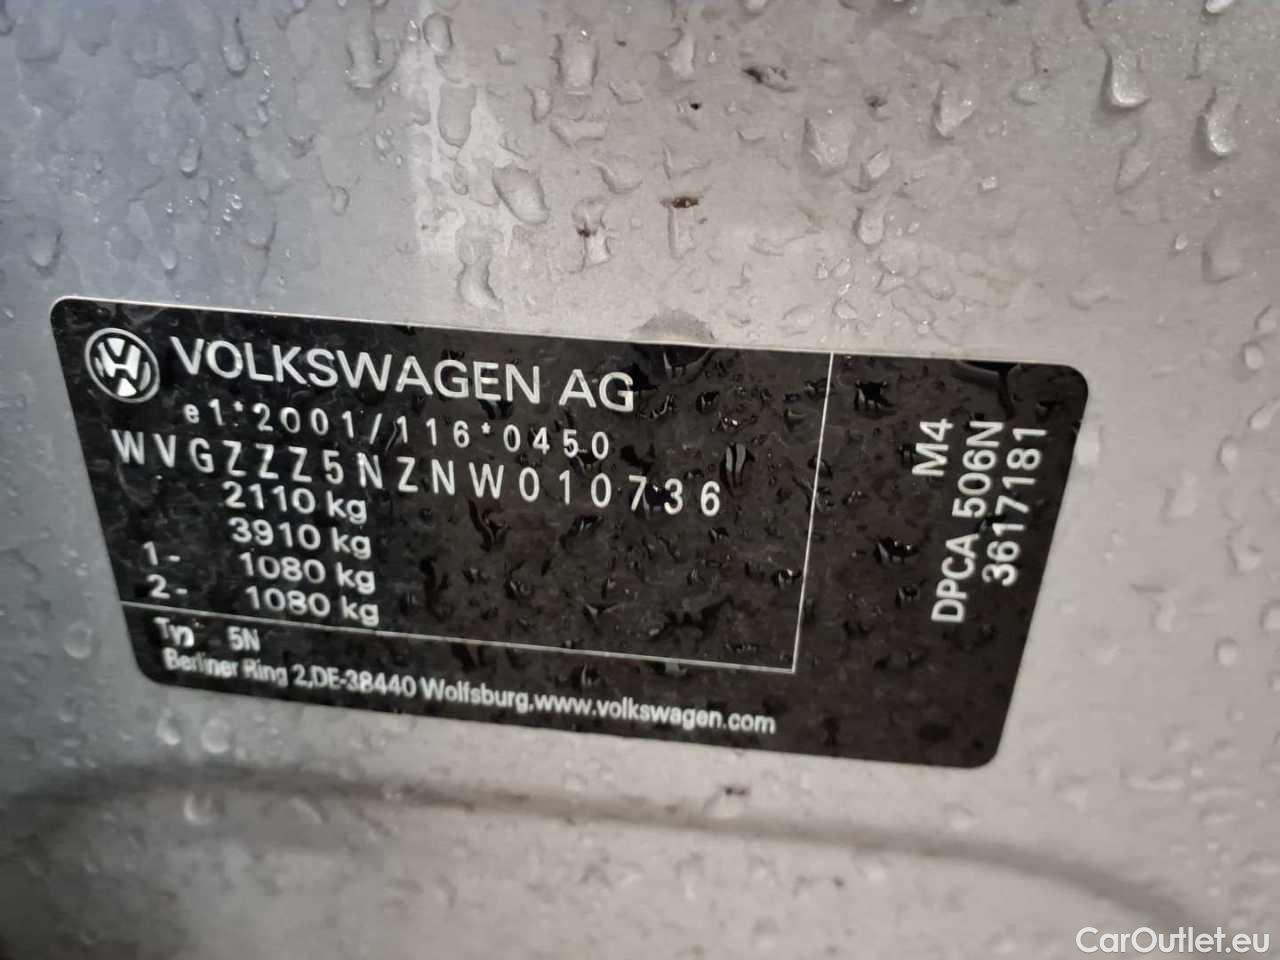 VOLKSWAGEN AG
e1*2001/116*0450
WVGZZZ5NZNW010736
2110 kg
3910 kg
1- 1080 kg
2- 1080 kg
Typ 5N
Berliner Ring 2,DE-38440 Wolfsburg,www.volkswagen.com
M4
DPCA 506N
3617181
CarOutlet.eu